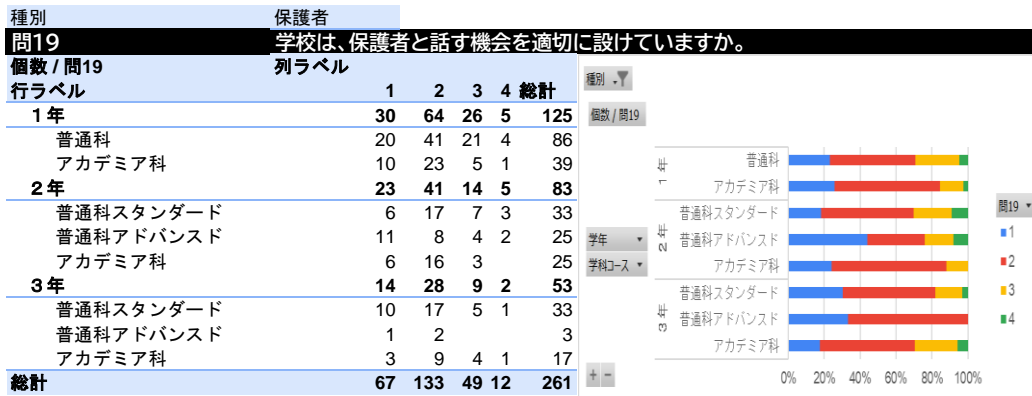 種別 保護者
問19 学校は、保護者と話す機会を適切に設けていますか。
個数 / 問19 列ラベル
行ラベル 1 2 3 4 総計
1年 30 64 26 5 125
普通科 20 41 21 4 86
アカデミア科 10 23 5 1 39
2年 23 41 14 5 83
普通科スタンダード 6 17 7 3 33
普通科アドバンスド 11 8 4 2 25
アカデミア科 6 16 3 25
3年 14 28 9 2 53
普通科スタンダード 10 17 5 1 33
普通科アドバンスド 1 2 3
アカデミア科 3 9 4 1 17
総計 67 133 49 12 261
種別
個数 / 問19
学年
学科コース
1年
普通科
アカデミア科
2年
普通科スタンダード
普通科アドバンスド
アカデミア科
3年
普通科スタンダード
普通科アドバンスド
アカデミア科
0% 20% 40% 60% 80% 100%
問19
1
2
3
4
+ -